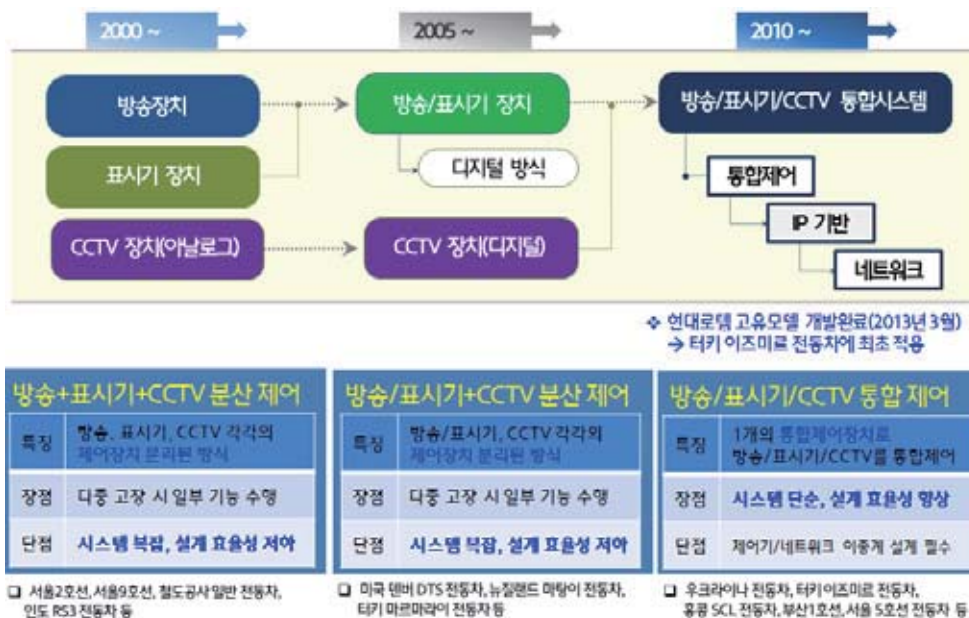 2000 ~
2005 ~
2010 ~
방송장치
방송/표시기 장치
방송/표시기/CCTV 통합시스템
표시기 장치
디지털 방식
통합제어
CCTV 장치(아날로그)
CCTV 장치(디지털)
IP 기반
네트워크
❖ 현대로템 고유모델 개발완료(2013년 3월)
→ 터키 이즈미르 전동차에 최초 적용
방송+표시기+CCTV 분산 제어
특징
방송, 표시기, CCTV 각각의
제어장치 분리된 방식
장점
다중 고장 시 일부 기능 수행
단점
시스템 복잡, 설계 효율성 저하
❑ 서울2호선, 서울9호선, 철도공사 일반 전동차,
인도 RS3 전동차 등
방송/표시기+CCTV 분산 제어
특징
방송/표시기, CCTV 각각의
제어장치 분리된 방식
장점
다중 고장 시 일부 기능 수행
단점
시스템 복잡, 설계 효율성 저하
❑ 미국 덴버 DTS 전동차, 뉴질랜드 마탕이 전동차,
터키 마르마라이 전동차 등
방송/표시기/CCTV 통합 제어
특징
1개의 통합제어장치로
방송/표시기/CCTV를 통합제어
장점
시스템 단순, 설계 효율성 향상
단점
제어기/네트워크 이중계 설계 필수
❑ 우크라이나 전동차, 터키 이즈미르 전동차,
홍콩 SCL 전동차, 부산1호선, 서울 5호선 전동차 등